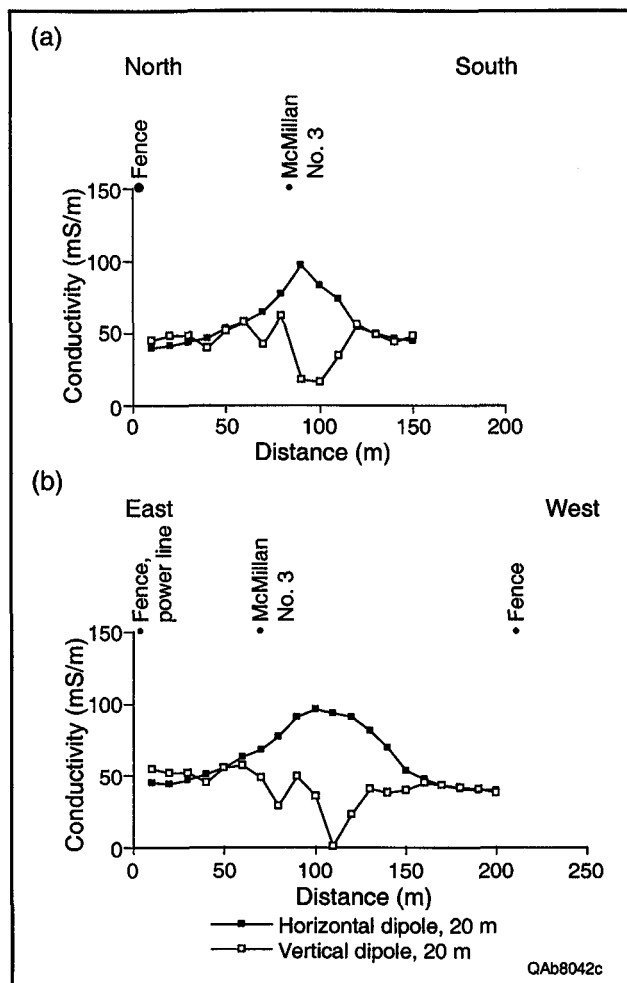 (a)
North
South
Fence
McMillan
No. 3
150
100
50
0
Conductivity (mS/m)
0
50
100
150
200
Distance (m)
(b)
East
West
Fence,
power line
McMillan
No. 3
Fence
150
100
50
0
Conductivity (mS/m)
0
50
100
150
200
250
Distance (m)
Horizontal dipole, 20 m
Vertical dipole, 20 m
QAb8042c